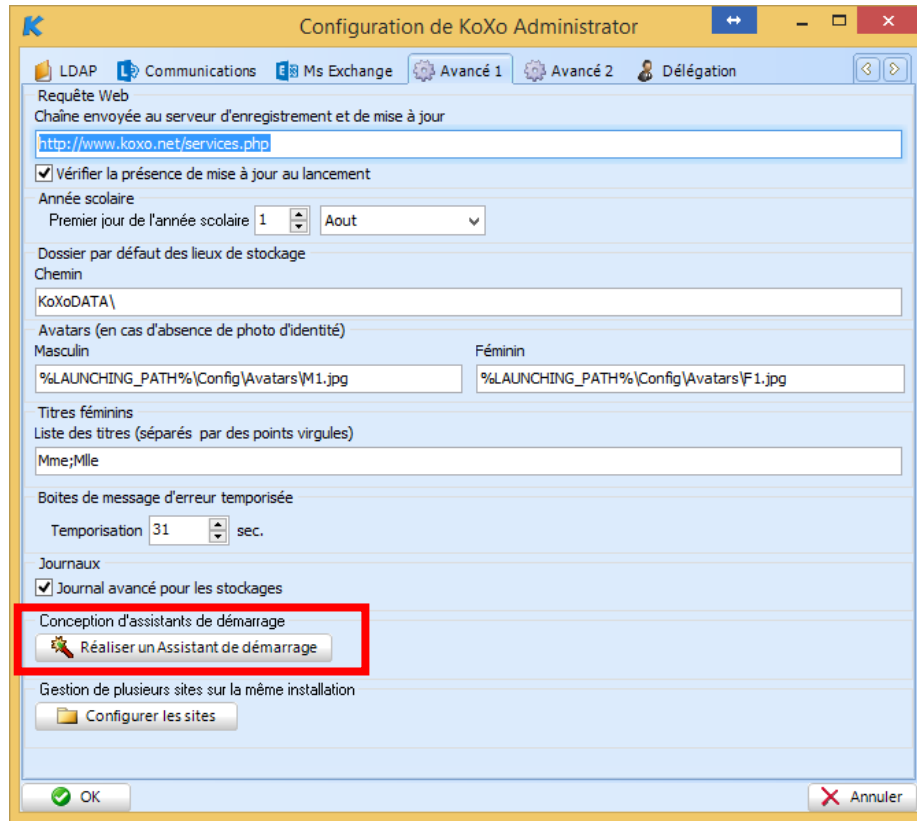 Configuration de KoXo Administrator
LDAP Communications Ms Exchange Avancé 1 Avancé 2 Délégation
Requête Web
Chaîne envoyée au serveur d'enregistrement et de mise à jour
http://www.koxo.net/services.php
Vérifier la présence de mise à jour au lancement
Année scolaire
Premier jour de l'année scolaire 1 Aout
Dossier par défaut des lieux de stockage
Chemin
KoXoDATA\
Avatars (en cas d'absence de photo d'identité)
Masculin Féminin
%LAUNCHING_PATH%\Config\Avatars\M1.jpg %LAUNCHING_PATH%\Config\Avatars\F1.jpg
Titres féminins
Liste des titres (séparés par des points virgules)
Mme;Mlle
Boites de message d'erreur temporisée
Temporisation 31 sec.
Journaux
Journal avancé pour les stockages
Conception d'assistants de démarrage
Réaliser un Assistant de démarrage
Gestion de plusieurs sites sur la même installation
Configurer les sites
OK Annuler